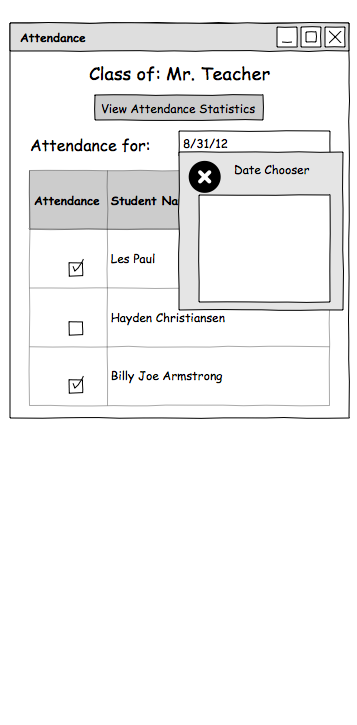 Attendance
Class of: Mr. Teacher
View Attendance Statistics
Attendance for:
8/31/12
Date Chooser
Attendance
Student Na
Les Paul
Hayden Christiansen
Billy Joe Armstrong